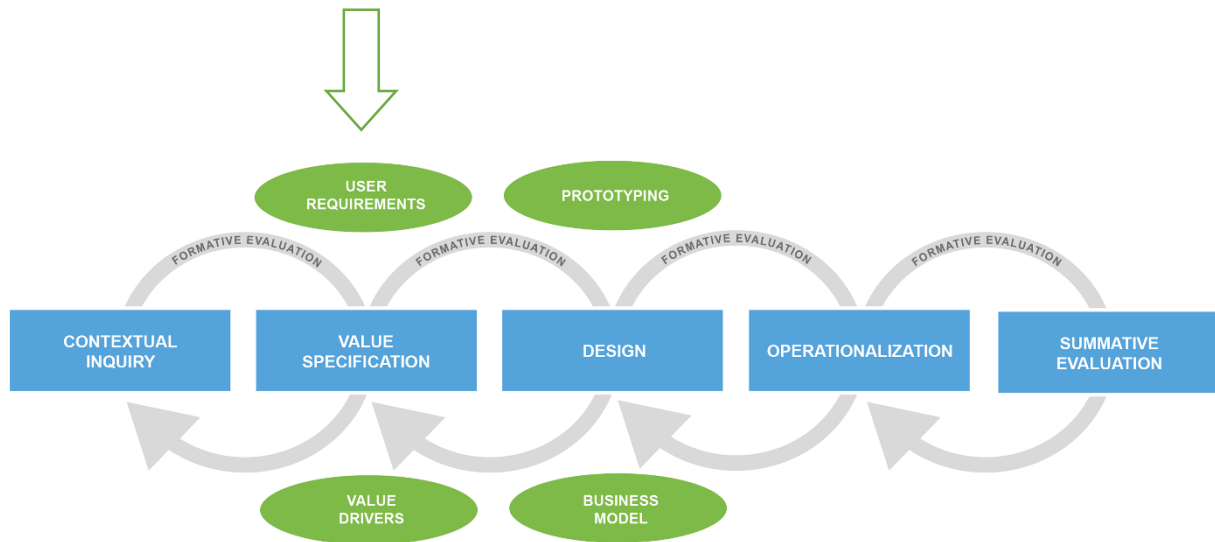 USER
REQUIREMENTS
PROTOTYPING
FORMATIVE EVALUATION
FORMATIVE EVALUATION
FORMATIVE EVALUATION
FORMATIVE EVALUATION
CONTEXTUAL
INQUIRY
VALUE
SPECIFICATION
DESIGN
OPERATIONALIZATION
SUMMATIVE
EVALUATION
VALUE
DRIVERS
BUSINESS
MODEL